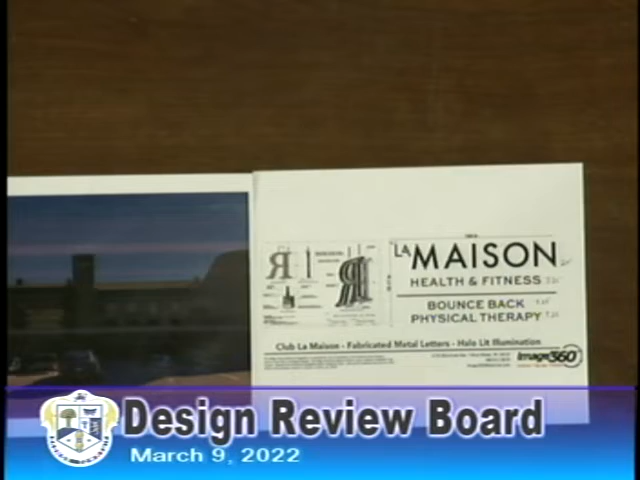 LA MAISON
HEALTH & FITNESS
BOUNCE BACK
PHYSICAL THERAPY
Club La Maison - Fabricated Metal Letters - Halo Lit Illumination
Image360
Design Review Board
March 9, 2022